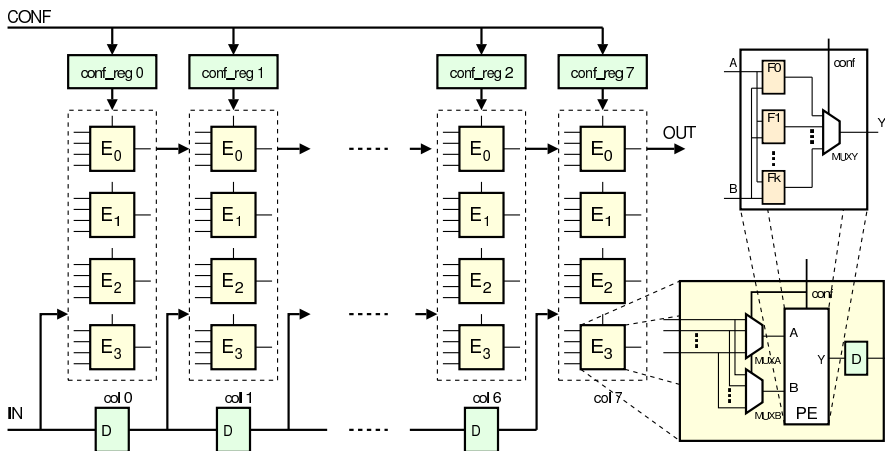 CONF
conf_reg 0 conf_reg 1 conf_reg 2 conf_reg 7
conf
A F0
F1
Y
MUXY
B Fk
OUT
E0 E0 E0 E0
E1 E1 E1 E1
E2 E2 E2 E2
E3 E3 E3 E3
conf
A
MUXA
Y D
B
MUXB PE
col 0 col 1 col 6 col 7
IN
D D D